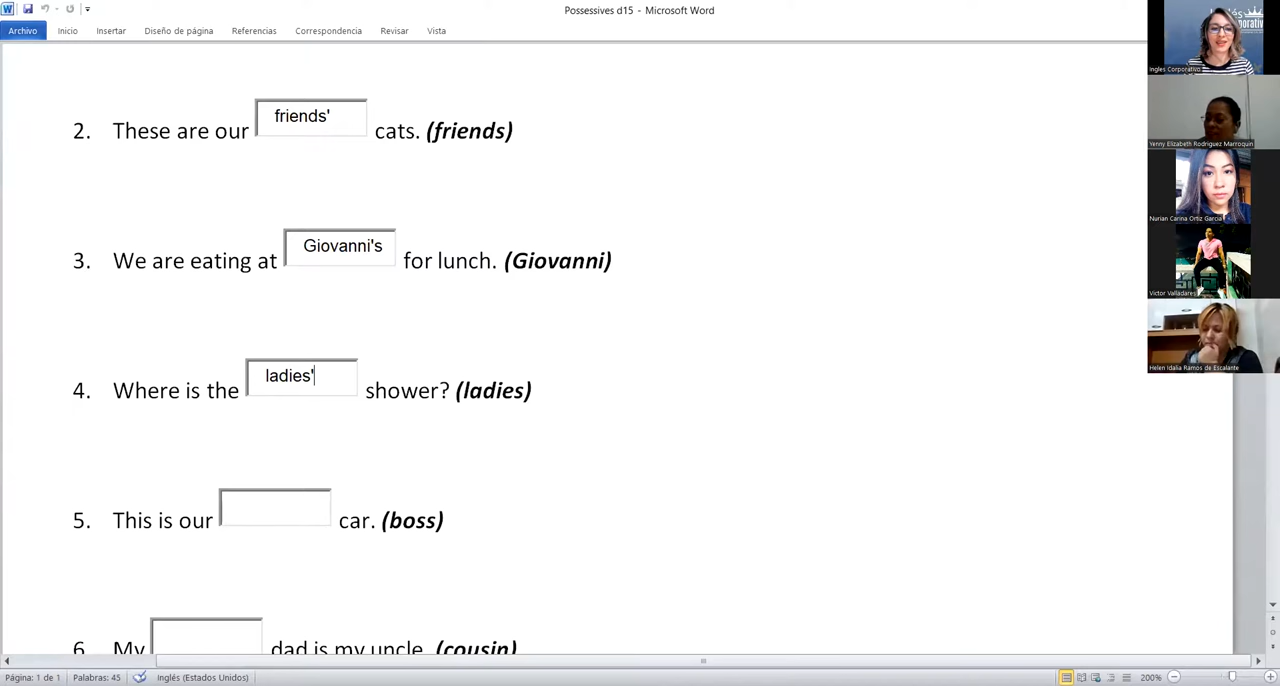 Possessives d15 - Microsoft Word
Archivo Inicio Insertar Diseño de página Referencias Correspondencia Revisar Vista
2. These are our friends' cats. (friends)
3. We are eating at Giovanni's for lunch. (Giovanni)
4. Where is the ladies' shower? (ladies)
5. This is our car. (boss)
6. My dad is my uncle. (cousin)
Ingles Corporativo
Yenny Elizabeth Rodriguez Marroquin
Nurian Carina Ortiz Garcia
Victor Valladares
Helen Idalia Ramos de Escalante
Página: 1 de 1 Palabras: 45 Inglés (Estados Unidos) 200%